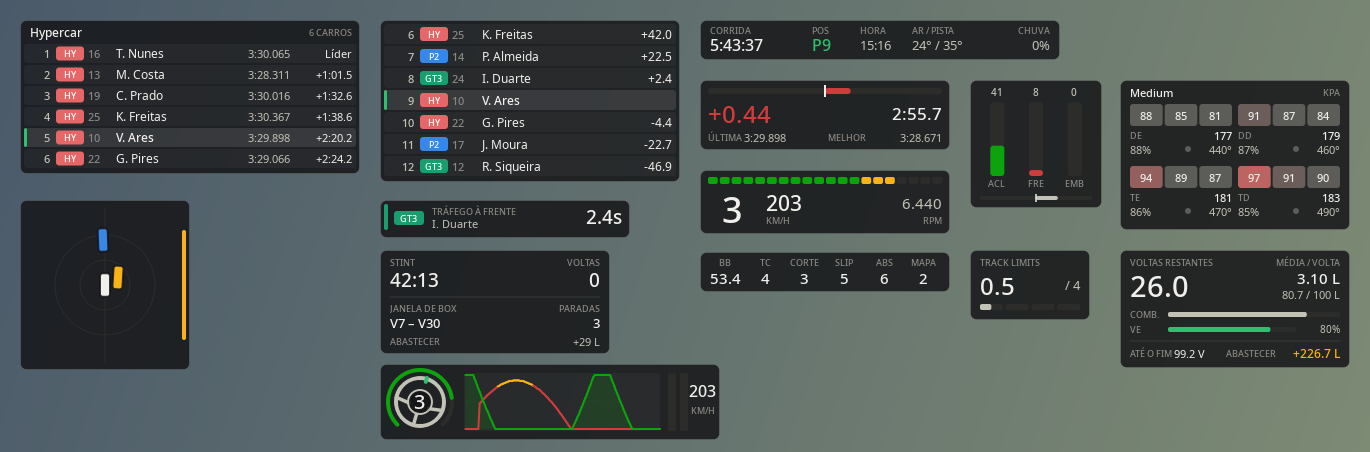 Hypercar 6 CARROS
1 HY 16 T. Nunes 3:30.065 Líder
2 HY 13 M. Costa 3:28.311 +1:01.5
3 HY 19 C. Prado 3:30.016 +1:32.6
4 HY 25 K. Freitas 3:30.367 +1:38.6
5 HY 10 V. Ares 3:29.898 +2:20.2
6 HY 22 G. Pires 3:29.066 +2:24.2
6 HY 25 K. Freitas +42.0
7 P2 14 P. Almeida +22.5
8 GT3 24 I. Duarte +2.4
9 HY 10 V. Ares
10 HY 22 G. Pires -4.4
11 P2 17 J. Moura -22.7
12 GT3 12 R. Siqueira -46.9
GT3 TRÁFEGO À FRENTE 2.4s
I. Duarte
STINT VOLTAS
42:13 0
JANELA DE BOX PARADAS
V7 – V30 3
ABASTECER +29 L
3
203
KM/H
CORRIDA POS HORA AR / PISTA CHUVA
5:43:37 P9 15:16 24° / 35° 0%
+0.44 2:55.7
ÚLTIMA 3:29.898 MELHOR 3:28.671
3 203 6.440
KM/H RPM
BB TC CORTE SLIP ABS MAPA
53.4 4 3 5 6 2
41 8 0
ACL FRE EMB
TRACK LIMITS
0.5 / 4
Medium KPA
88 85 81 91 87 84
DE 177 DD 179
88% 440° 87% 460°
94 89 87 97 91 90
TE 181 TD 183
86% 470° 85% 490°
VOLTAS RESTANTES MÉDIA / VOLTA
26.0 3.10 L
80.7 / 100 L
COMB.
VE 80%
ATÉ O FIM 99.2 V ABASTECER +226.7 L